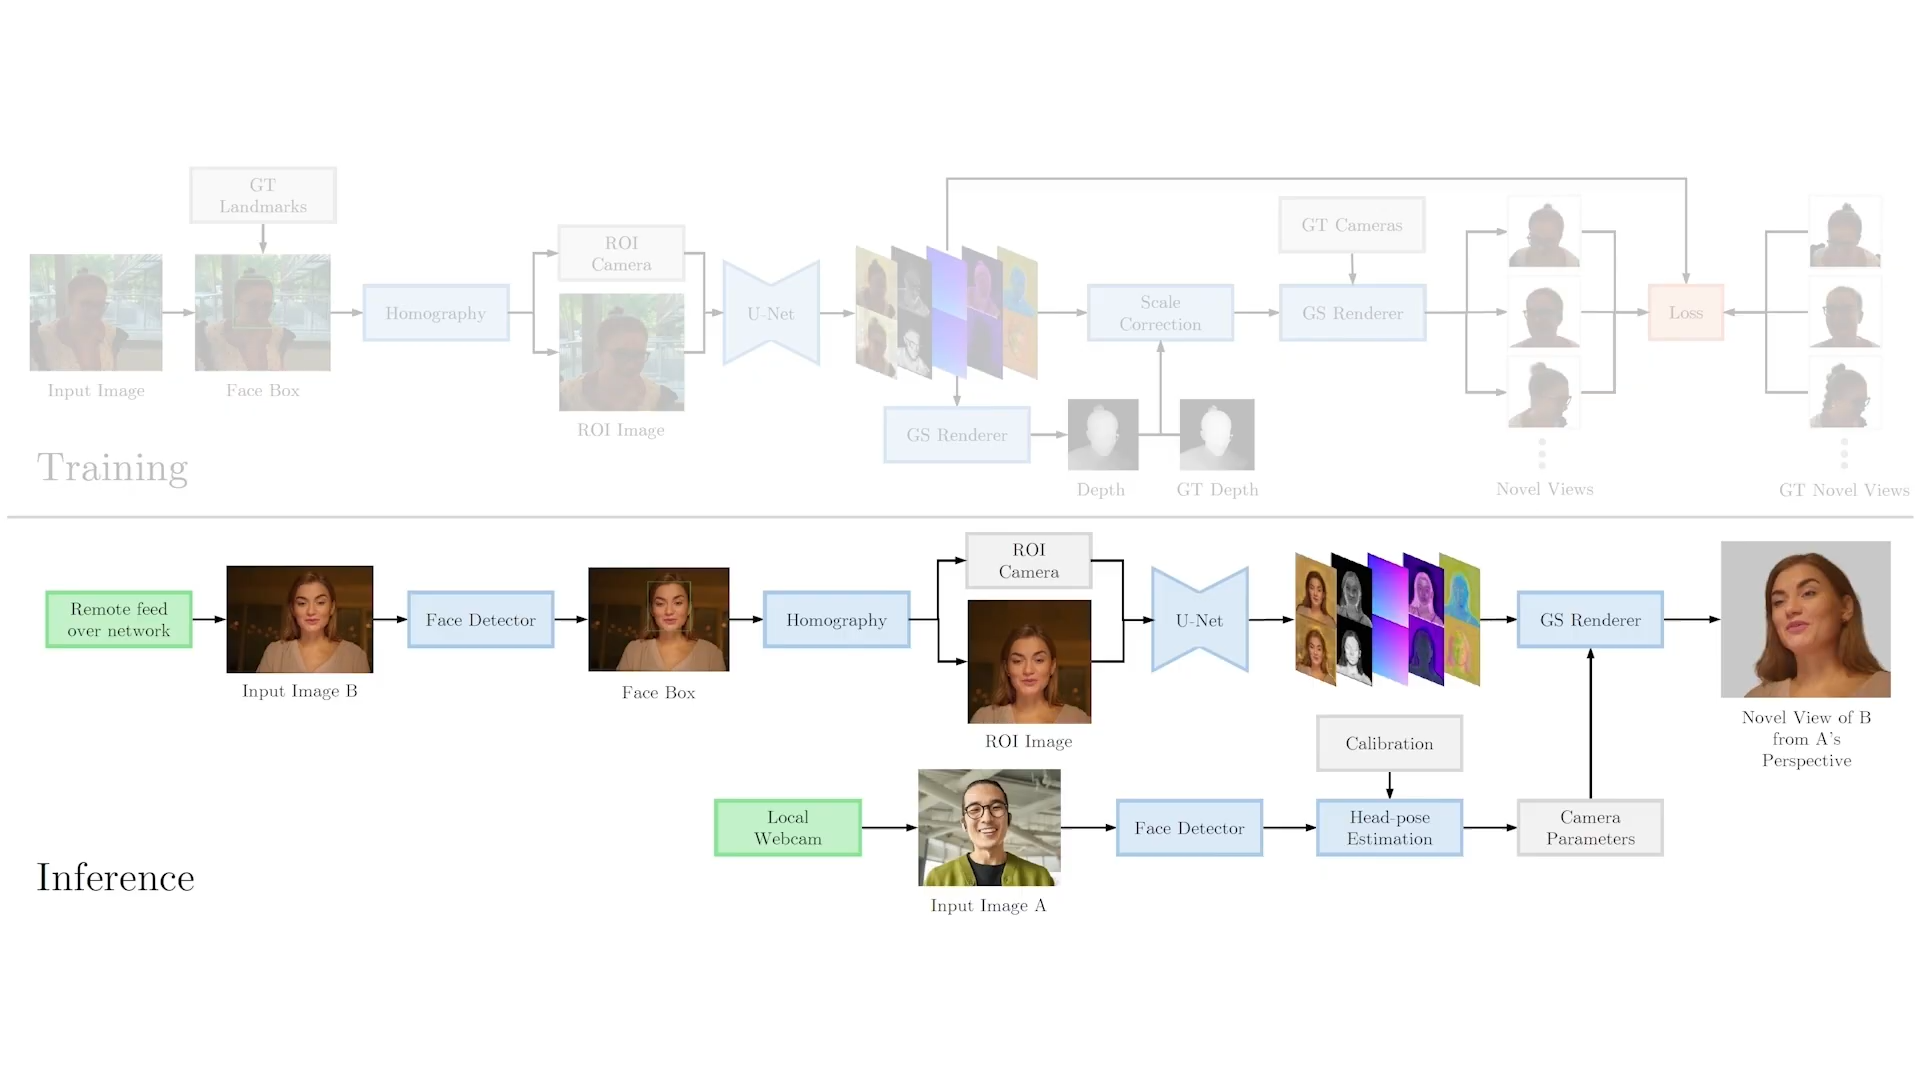 GT
Landmarks
Input Image
Face Box
Homography
ROI
Camera
ROI Image
U-Net
GS Renderer
Depth
GT Depth
Scale
Correction
GT Cameras
GS Renderer
Novel Views
Loss
GT Novel Views
Training
Remote feed
over network
Input Image B
Face Detector
Face Box
Homography
ROI
Camera
ROI Image
U-Net
GS Renderer
Novel View of B
from A's
Perspective
Local
Webcam
Input Image A
Face Detector
Calibration
Head-pose
Estimation
Camera
Parameters
Inference